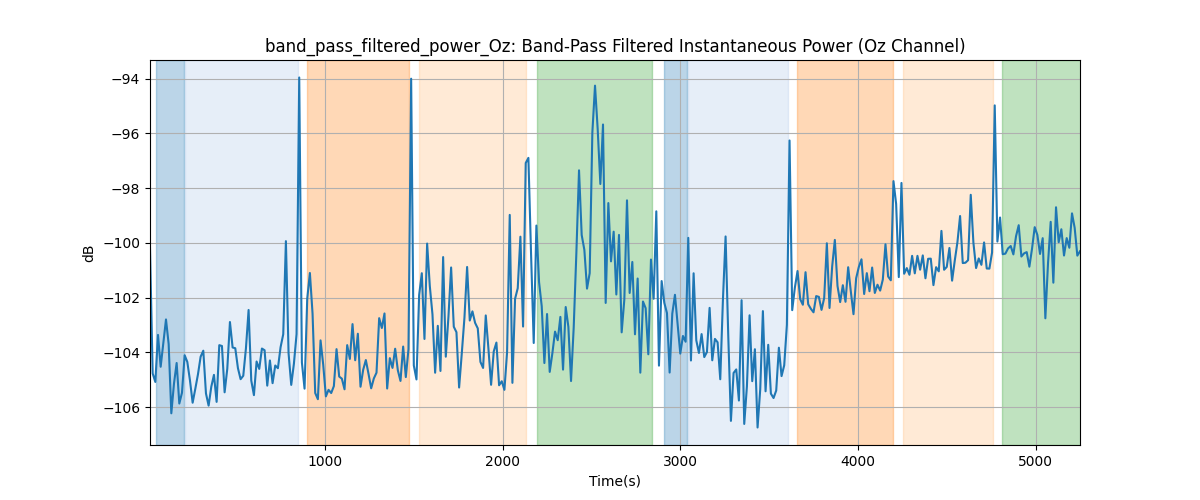 band_pass_filtered_power_Oz: Band-Pass Filtered Instantaneous Power (Oz Channel)
−94
−96
−98
−100
−102
−104
−106
dB
1000 2000 3000 4000 5000
Time(s)